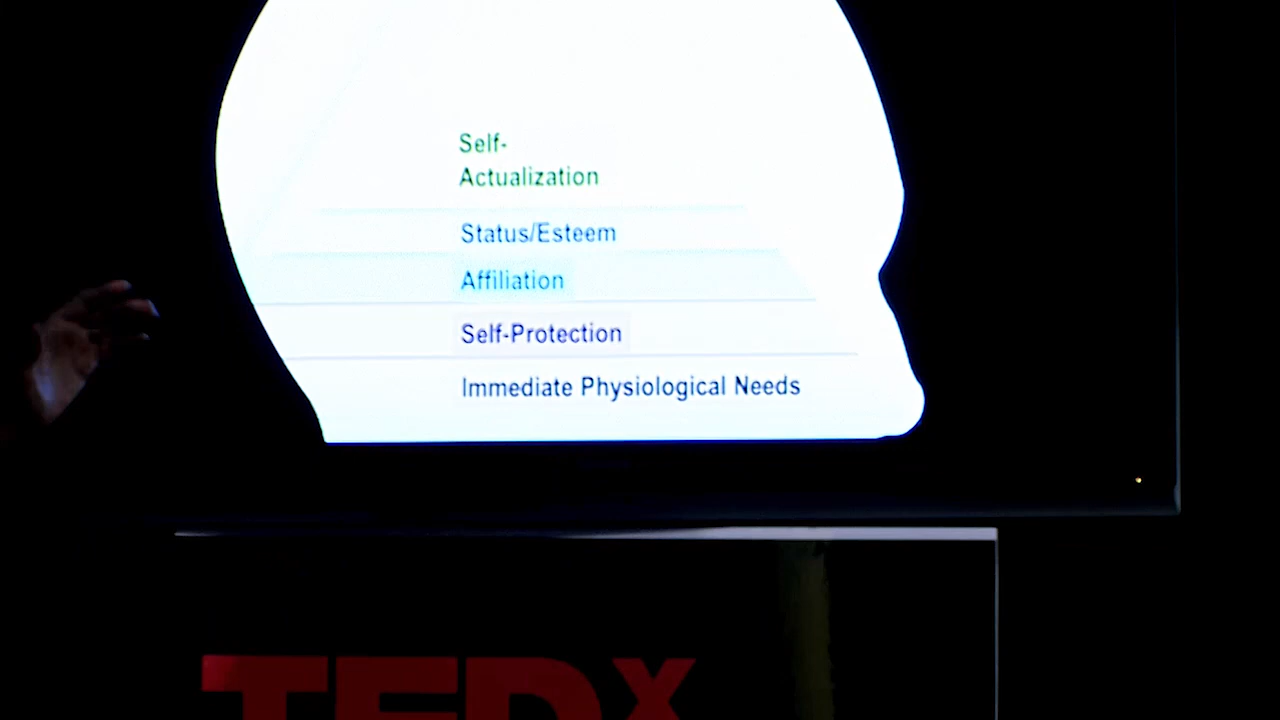 Self-
Actualization
Status/Esteem
Affiliation
Self-Protection
Immediate Physiological Needs
TEDx